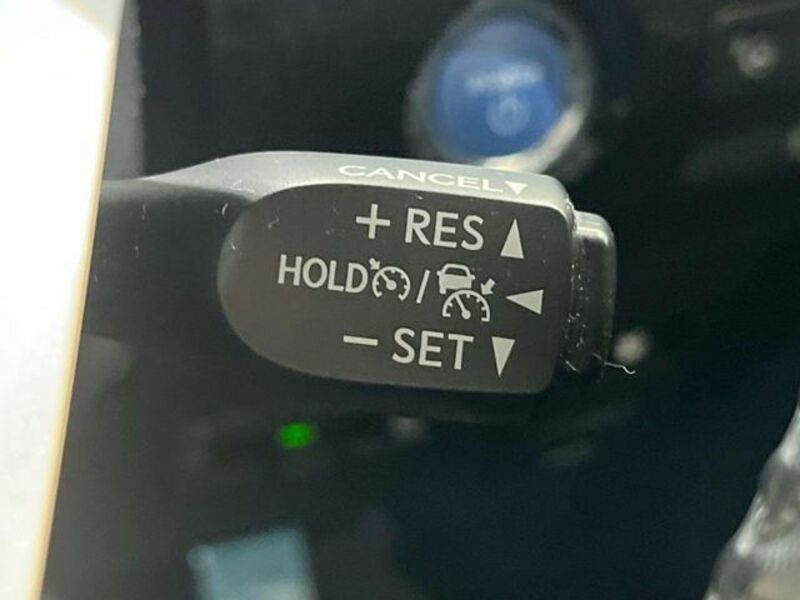 CANCEL▼
+ RES ▲
HOLD / ◀
− SET ▼